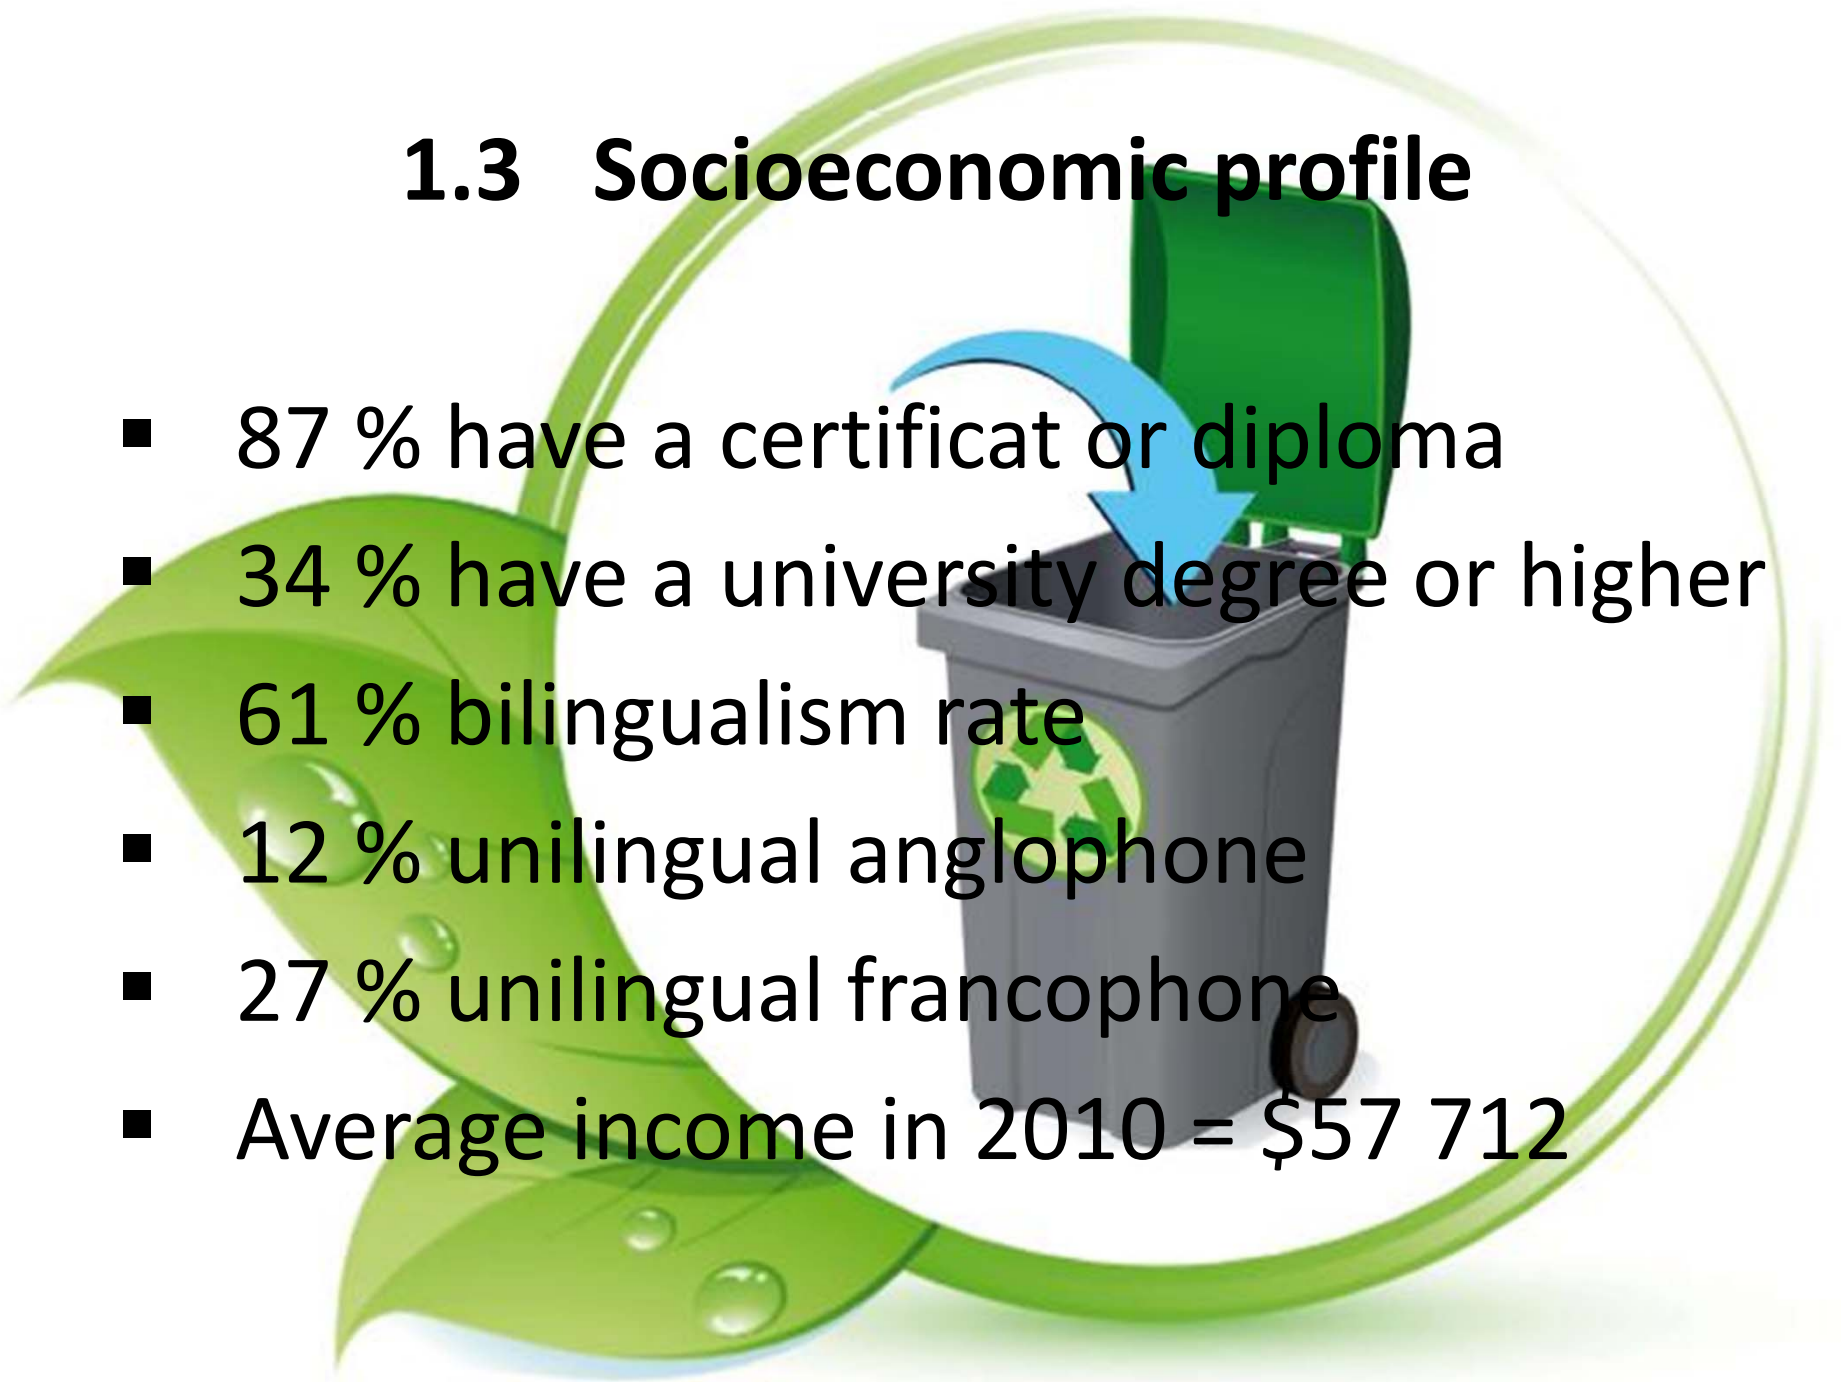 1.3 Socioeconomic profile
▪ 87 % have a certificat or diploma
▪ 34 % have a university degree or higher
▪ 61 % bilingualism rate
▪ 12 % unilingual anglophone
▪ 27 % unilingual francophone
▪ Average income in 2010 = $57 712